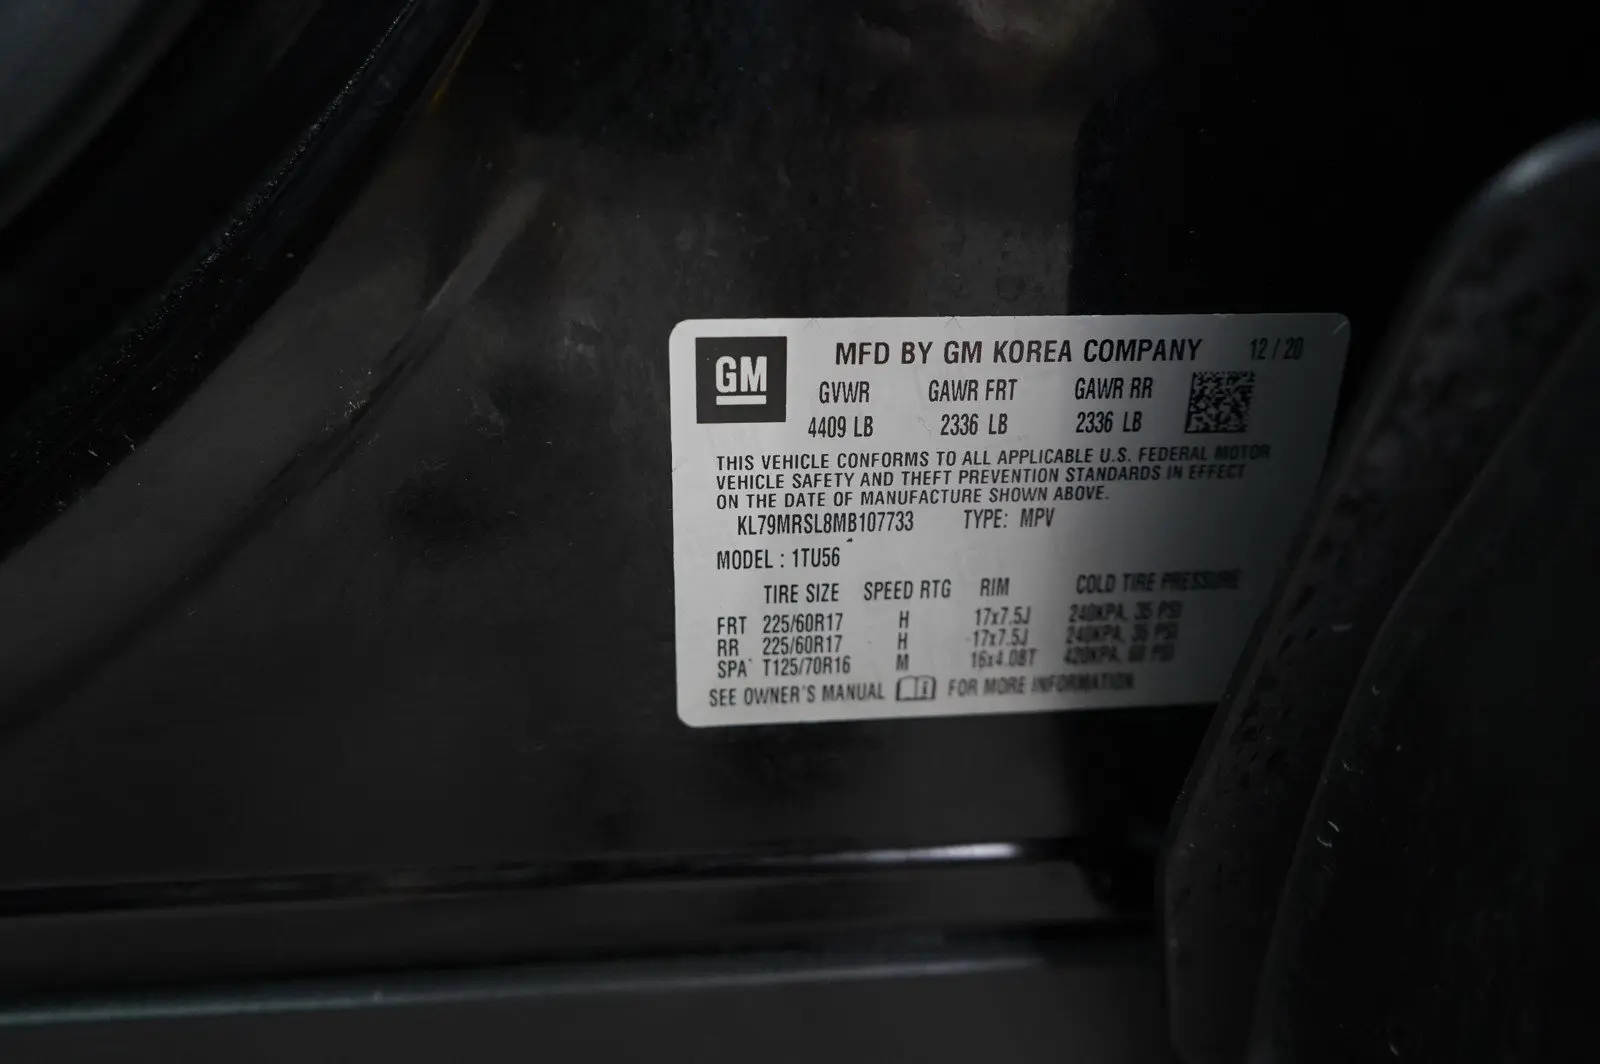 GM
MFD BY GM KOREA COMPANY 12 / 20
GVWR GAWR FRT GAWR RR
4409 LB 2336 LB 2336 LB
THIS VEHICLE CONFORMS TO ALL APPLICABLE U.S. FEDERAL MOTOR
VEHICLE SAFETY AND THEFT PREVENTION STANDARDS IN EFFECT
ON THE DATE OF MANUFACTURE SHOWN ABOVE.
KL79MRSL8MB107733 TYPE: MPV
MODEL : 1TU56
TIRE SIZE SPEED RTG RIM COLD TIRE PRESSURE
FRT 225/60R17 H 17x7.5J 240KPA, 35 PSI
RR 225/60R17 H 17x7.5J 240KPA, 35 PSI
SPA T125/70R16 M 16x4.0BT 420KPA, 60 PSI
SEE OWNER'S MANUAL FOR MORE INFORMATION